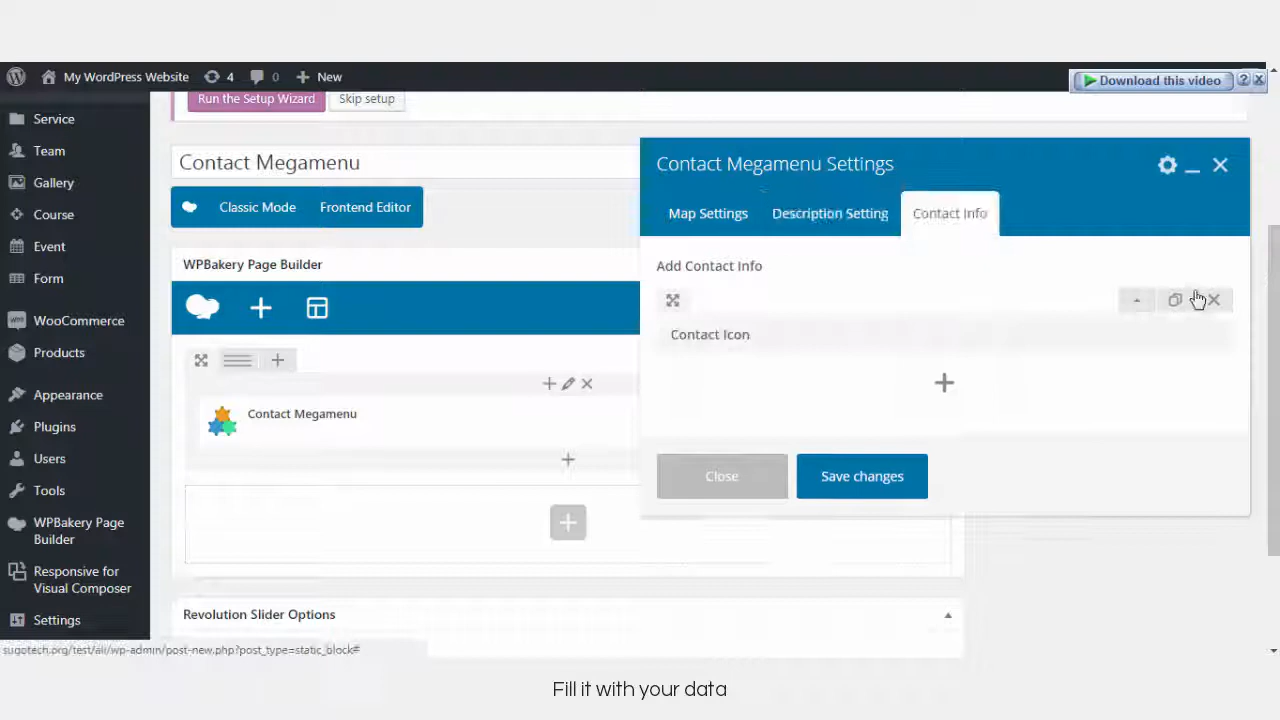 My WordPress Website 4 0 New
Download this video ?
Run the Setup Wizard Skip setup
Service
Team
Gallery
Course
Event
Form
WooCommerce
Products
Appearance
Plugins
Users
Tools
WPBakery Page
Builder
Responsive for
Visual Composer
Settings
Contact Megamenu
Classic Mode Frontend Editor
WPBakery Page Builder
Contact Megamenu
Revolution Slider Options
Contact Megamenu Settings
Map Settings Description Setting Contact Info
Add Contact Info
Contact Icon
Close Save changes
sugotech.org/test/ali/wp-admin/post-new.php?post_type=static_block#
Fill it with your data